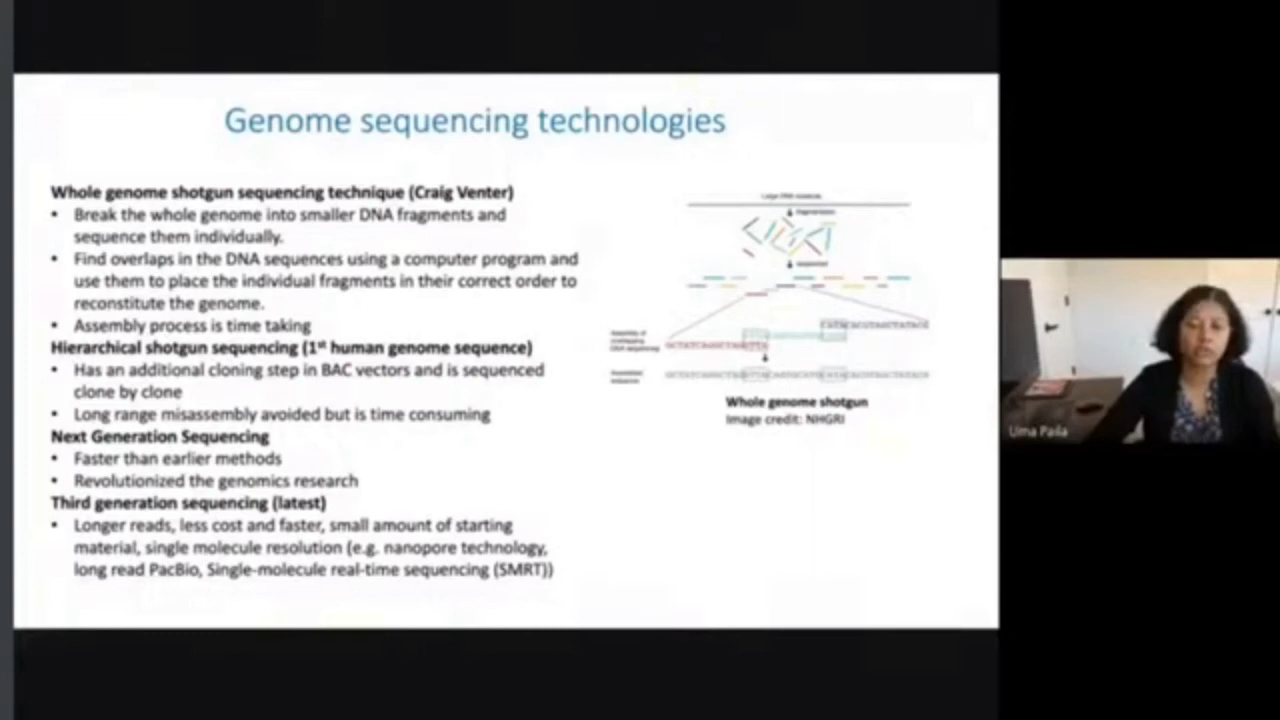 Genome sequencing technologies
Whole genome shotgun sequencing technique (Craig Venter)
• Break the whole genome into smaller DNA fragments and
sequence them individually.
• Find overlaps in the DNA sequences using a computer program and
use them to place the individual fragments in their correct order to
reconstitute the genome.
• Assembly process is time taking
Hierarchical shotgun sequencing (1st human genome sequence)
• Has an additional cloning step in BAC vectors and is sequenced
clone by clone
• Long range misassembly avoided but is time consuming
Next Generation Sequencing
• Faster than earlier methods
• Revolutionized the genomics research
Third generation sequencing (latest)
• Longer reads, less cost and faster, small amount of starting
material, single molecule resolution (e.g. nanopore technology,
long read PacBio, Single-molecule real-time sequencing (SMRT))
Whole genome shotgun
Image credit: NHGRI
Uma Paila